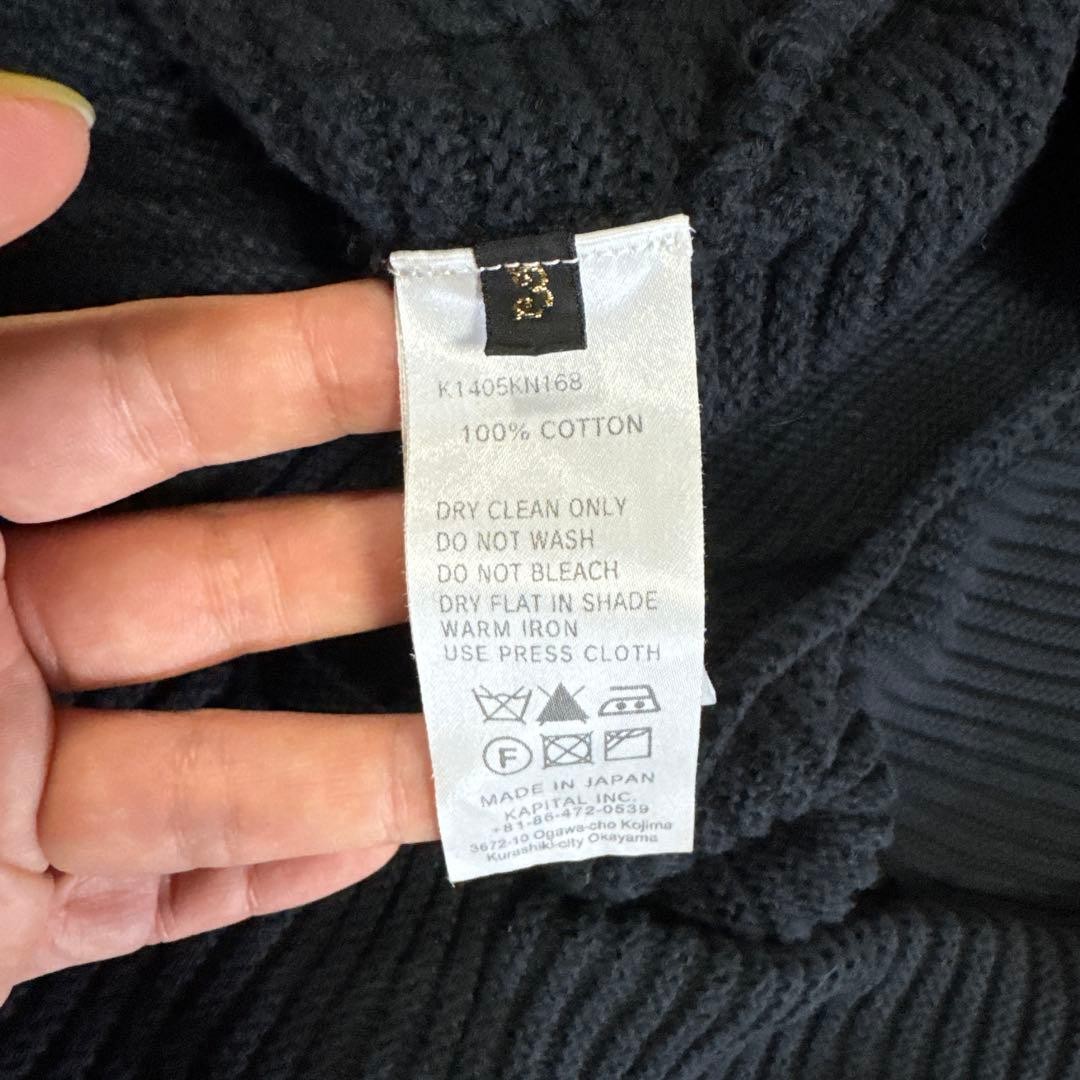 3
K1405KN168
100% COTTON
DRY CLEAN ONLY
DO NOT WASH
DO NOT BLEACH
DRY FLAT IN SHADE
WARM IRON
USE PRESS CLOTH
F
MADE IN JAPAN
KAPITAL INC.
+81-86-472-0539
3672-10 Ogawa-cho Kojima
Kurashiki-city Okayama